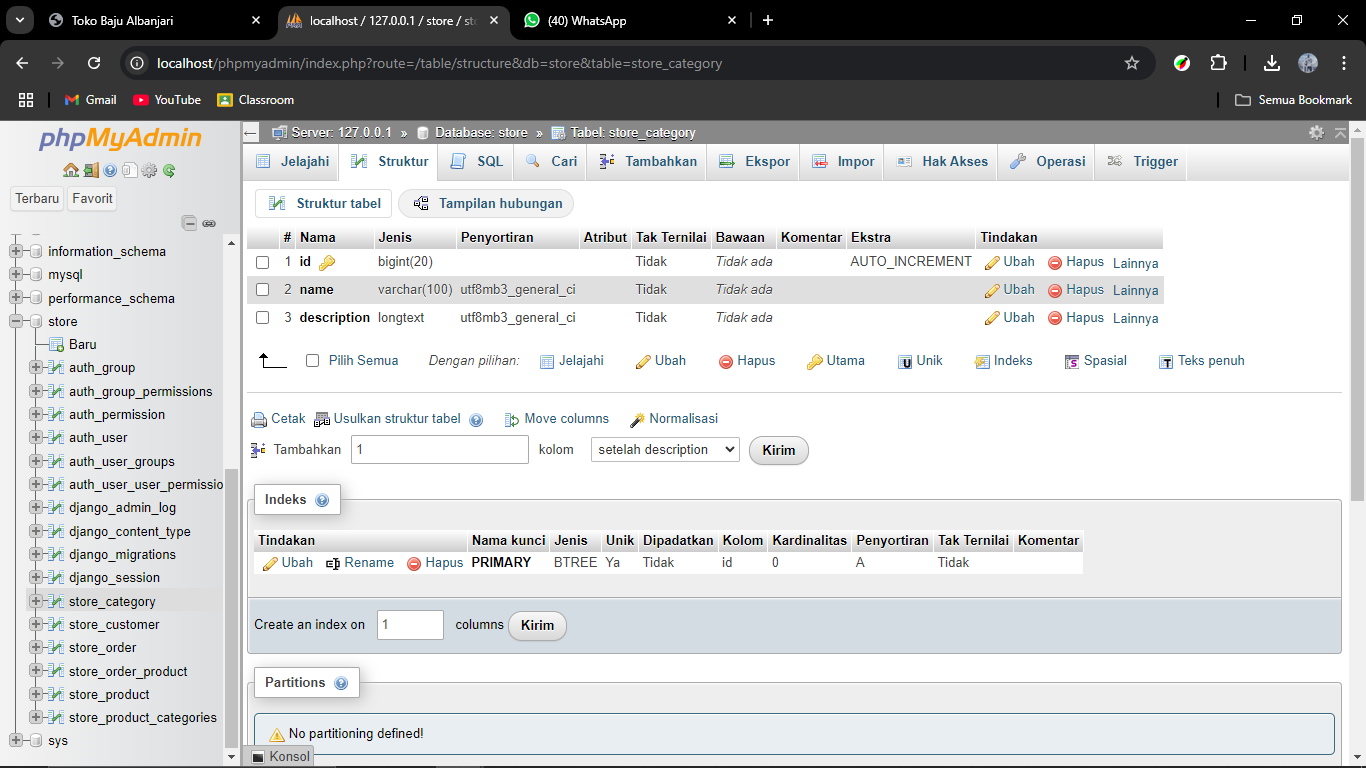 Toko Baju Albanjari
localhost / 127.0.0.1 / store / st
(40) WhatsApp
localhost/phpmyadmin/index.php?route=/table/structure&db=store&table=store_category
Gmail YouTube Classroom Semua Bookmark
phpMyAdmin
Terbaru Favorit
information_schema
mysql
performance_schema
store
Baru
auth_group
auth_group_permissions
auth_permission
auth_user
auth_user_groups
auth_user_user_permissio
django_admin_log
django_content_type
django_migrations
django_session
store_category
store_customer
store_order
store_order_product
store_product
store_product_categories
sys
Server: 127.0.0.1 » Database: store » Tabel: store_category
Jelajahi Struktur SQL Cari Tambahkan Ekspor Impor Hak Akses Operasi Trigger
Struktur tabel Tampilan hubungan
# Nama Jenis Penyortiran Atribut Tak Ternilai Bawaan Komentar Ekstra Tindakan
1 id bigint(20) Tidak Tidak ada AUTO_INCREMENT Ubah Hapus Lainnya
2 name varchar(100) utf8mb3_general_ci Tidak Tidak ada Ubah Hapus Lainnya
3 description longtext utf8mb3_general_ci Tidak Tidak ada Ubah Hapus Lainnya
Pilih Semua Dengan pilihan: Jelajahi Ubah Hapus Utama Unik Indeks Spasial Teks penuh
Cetak Usulkan struktur tabel Move columns Normalisasi
Tambahkan 1 kolom setelah description Kirim
Indeks
Tindakan Nama kunci Jenis Unik Dipadatkan Kolom Kardinalitas Penyortiran Tak Ternilai Komentar
Ubah Rename Hapus PRIMARY BTREE Ya Tidak id 0 A Tidak
Create an index on 1 columns Kirim
Partitions
No partitioning defined!
Konsol